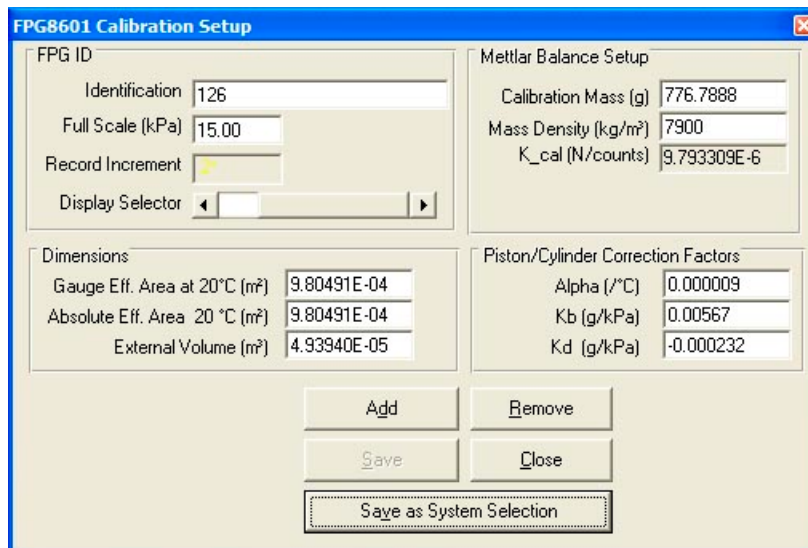 FPG8601 Calibration Setup
FPG ID
Identification 126
Full Scale (kPa) 15.00
Record Increment
Display Selector
Mettlar Balance Setup
Calibration Mass (g) 776.7888
Mass Density (kg/m³) 7900
K_cal (N/counts) 9.793309E-6
Dimensions
Gauge Eff. Area at 20°C (m²) 9.80491E-04
Absolute Eff. Area 20 °C (m²) 9.80491E-04
External Volume (m³) 4.93940E-05
Piston/Cylinder Correction Factors
Alpha (/°C) 0.000009
Kb (g/kPa) 0.00567
Kd (g/kPa) -0.000232
Add
Remove
Save
Close
Save as System Selection